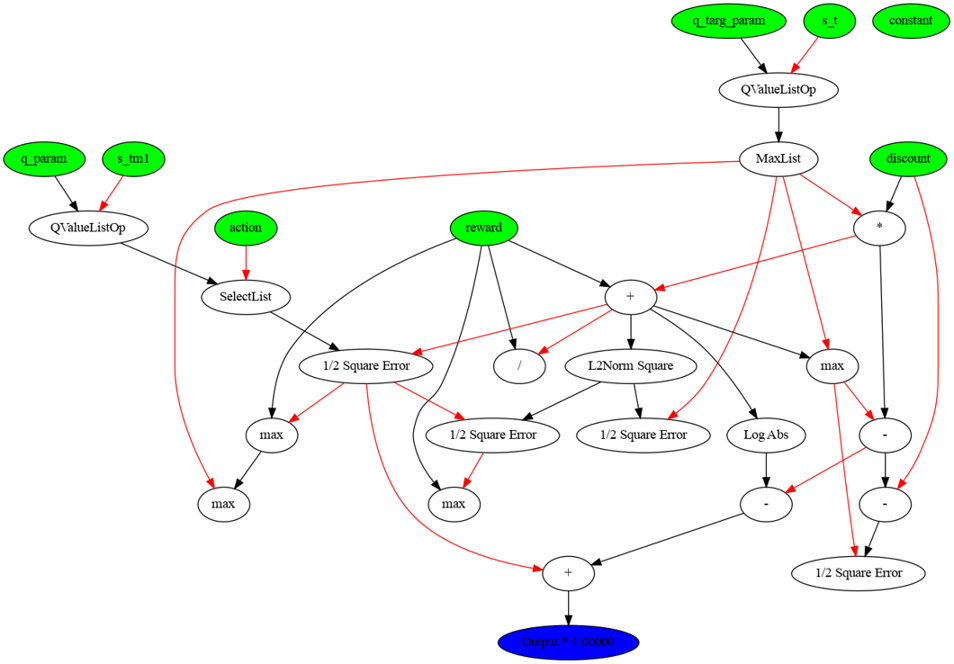 q_targ_param
s_t
constant
QValueListOp
q_param
s_tm1
MaxList
discount
QValueListOp
action
reward
*
SelectList
+
1/2 Square Error
/
L2Norm Square
max
max
1/2 Square Error
1/2 Square Error
Log Abs
-
max
max
-
-
+
1/2 Square Error
Output * 1.00000